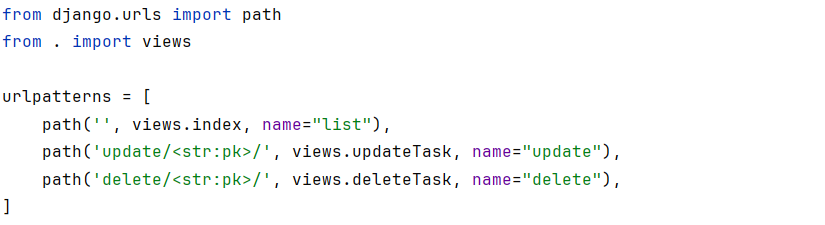 from django.urls import path
from . import views

urlpatterns = [
    path('', views.index, name="list"),
    path('update/<str:pk>/', views.updateTask, name="update"),
    path('delete/<str:pk>/', views.deleteTask, name="delete"),
]